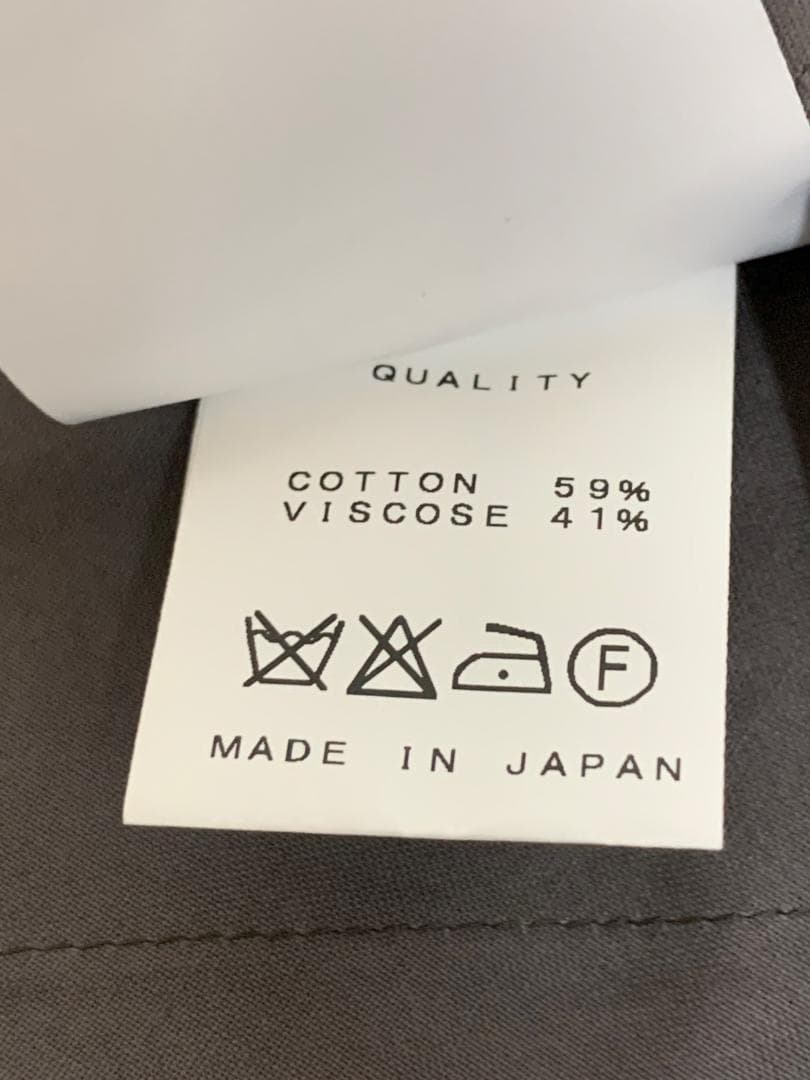 QUALITY
COTTON 59%
VISCOSE 41%
F
MADE IN JAPAN